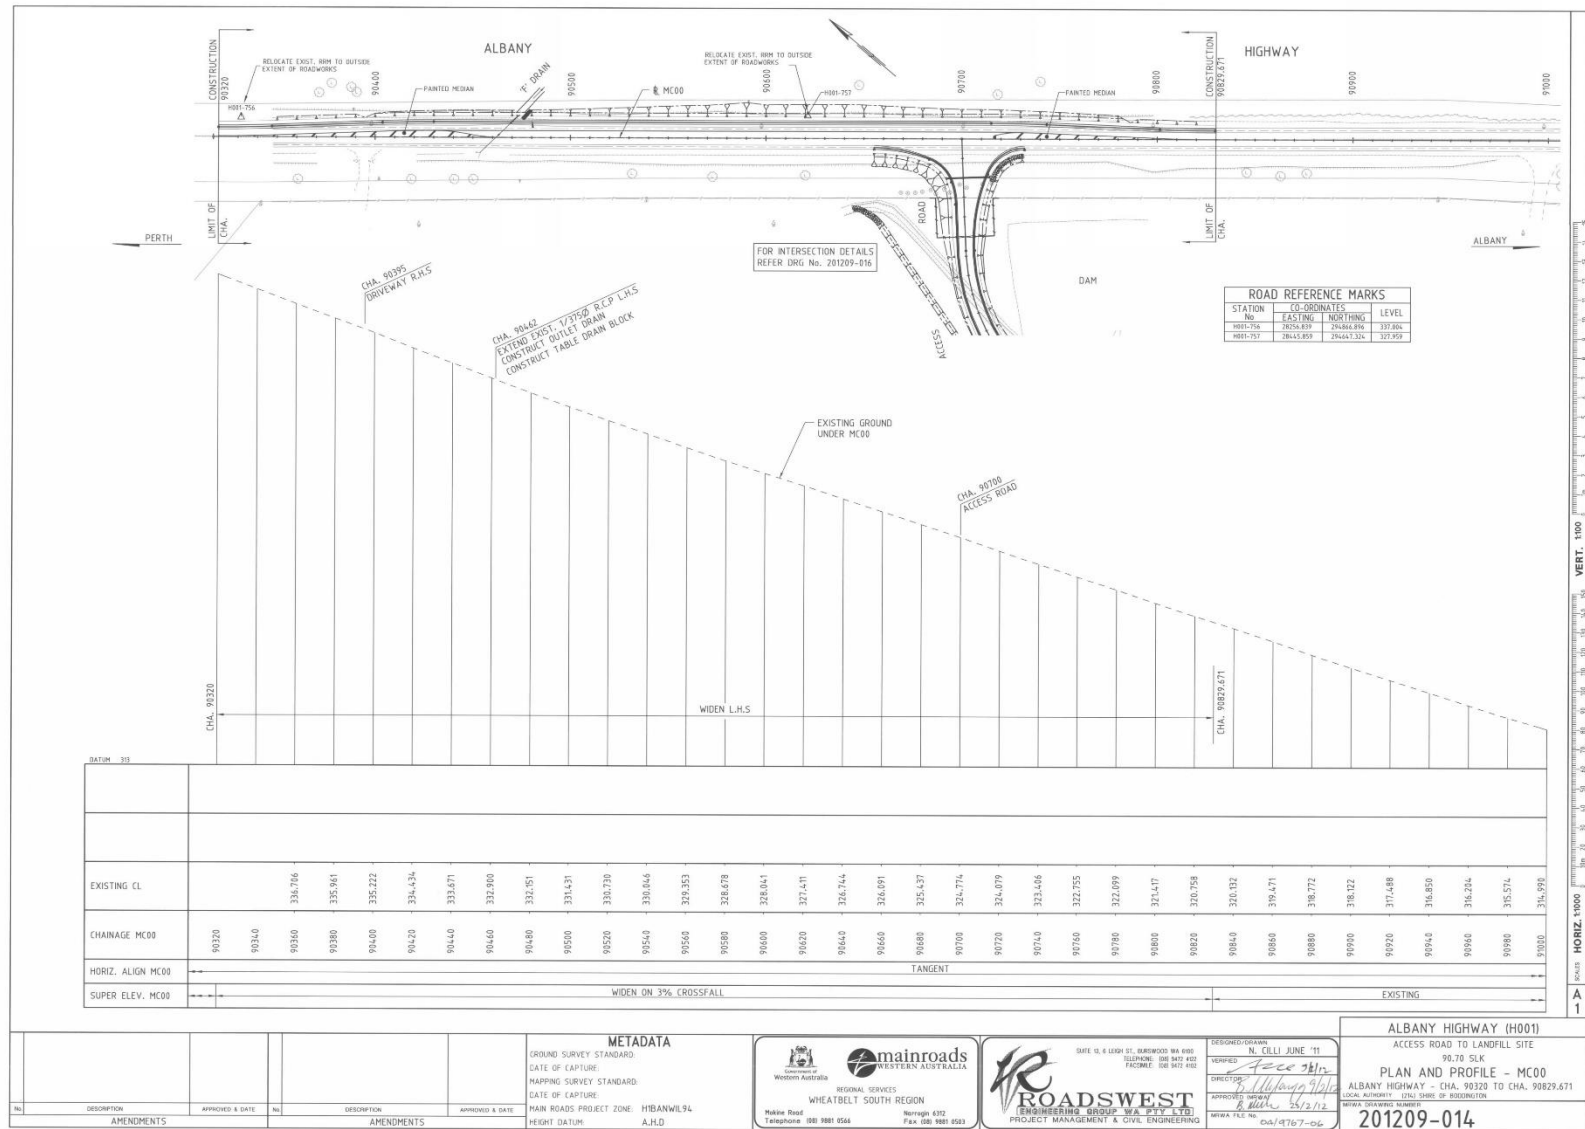 ALBANY
HIGHWAY
CONSTRUCTION
90320
RELOCATE EXIST. RRM TO OUTSIDE
EXTENT OF ROADWORKS
H001-756
90400
PAINTED MEDIAN
'F' DRAIN
90500
MC00
90600
RELOCATE EXIST. RRM TO OUTSIDE
EXTENT OF ROADWORKS
H001-757
90700
PAINTED MEDIAN
90800
CONSTRUCTION
90829.671
90900
91000
LIMIT OF
CHA.
PERTH
ROAD
ACCESS
LIMIT OF
CHA.
ALBANY
FOR INTERSECTION DETAILS
REFER DRG No. 201209-016
DAM
ROAD REFERENCE MARKS
STATION No CO-ORDINATES LEVEL
EASTING NORTHING
H001-756 28256.839 294866.896 337.804
H001-757 28445.859 294647.324 327.959
CHA. 90395
DRIVEWAY R.H.S
CHA. 90462
EXTEND EXIST. 1/375Ø R.C.P L.H.S
CONSTRUCT OUTLET DRAIN
CONSTRUCT TABLE DRAIN BLOCK
EXISTING GROUND
UNDER MC00
CHA. 90700
ACCESS ROAD
CHA. 90320
WIDEN L.H.S
CHA. 90829.671
DATUM 313
EXISTING CL 336.706 335.961 335.222 334.434 333.671 332.900 332.151 331.431 330.730 330.046 329.353 328.678 328.041 327.411 326.744 326.091 325.437 324.774 324.079 323.406 322.755 322.099 321.417 320.758 320.132 319.471 318.772 318.122 317.488 316.850 316.204 315.574 314.990
CHAINAGE MC00 90320 90340 90360 90380 90400 90420 90440 90460 90480 90500 90520 90540 90560 90580 90600 90620 90640 90660 90680 90700 90720 90740 90760 90780 90800 90820 90840 90860 90880 90900 90920 90940 90960 90980 91000
HORIZ. ALIGN MC00 TANGENT
SUPER ELEV. MC00 WIDEN ON 3% CROSSFALL EXISTING
VERT. 1:100
SCALES HORIZ. 1:1000
A
1
No. DESCRIPTION APPROVED & DATE No. DESCRIPTION APPROVED & DATE
AMENDMENTS AMENDMENTS
METADATA
GROUND SURVEY STANDARD:
DATE OF CAPTURE:
MAPPING SURVEY STANDARD:
DATE OF CAPTURE:
MAIN ROADS PROJECT ZONE: H1BANWIL94
HEIGHT DATUM: A.H.D
Government of
Western Australia
mainroads
WESTERN AUSTRALIA
REGIONAL SERVICES
WHEATBELT SOUTH REGION
Mokine Road Narrogin 6312
Telephone (08) 9881 0566 Fax (08) 9881 0503
TELEPHONE: (08) 9472 4122
ROADSWEST
ENGINEERING GROUP WA PTY LTD
PROJECT MANAGEMENT & CIVIL ENGINEERING
DESIGNED/DRAWN
N. CILLI JUNE '11
VERIFIED
DIRECTOR
APPROVED (MRWA)
MRWA FILE No.
ALBANY HIGHWAY (H001)
ACCESS ROAD TO LANDFILL SITE
90.70 SLK
PLAN AND PROFILE - MC00
ALBANY HIGHWAY - CHA. 90320 TO CHA. 90829.671
LOCAL AUTHORITY (214) SHIRE OF BODDINGTON
MRWA DRAWING NUMBER
201209-014